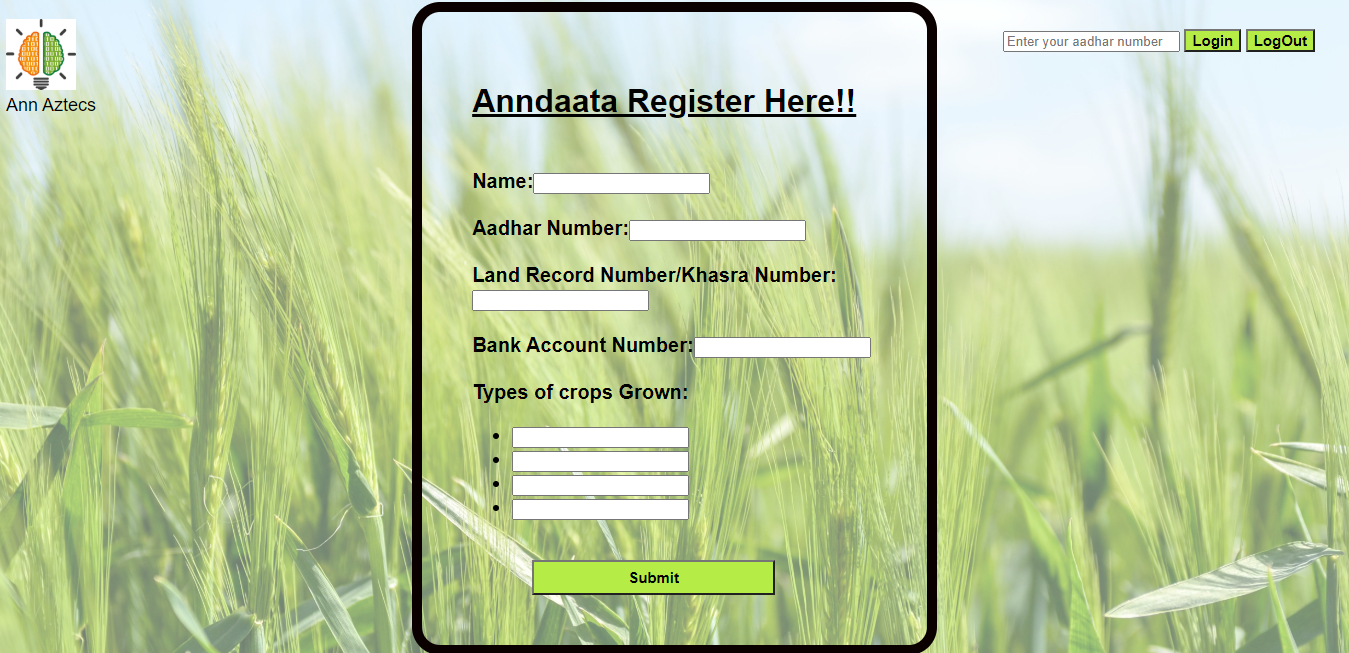 Ann Aztecs
Enter your aadhar number Login LogOut
Anndaata Register Here!!
Name:
Aadhar Number:
Land Record Number/Khasra Number:
Bank Account Number:
Types of crops Grown:
Submit